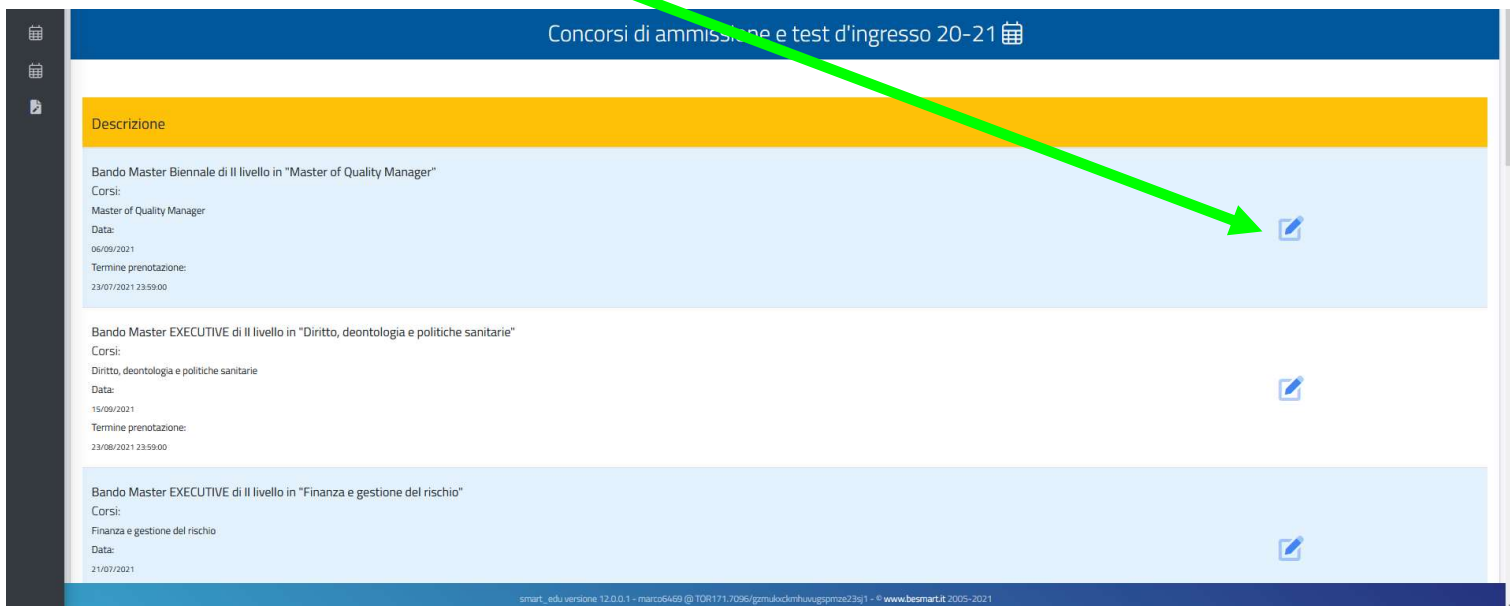 Concorsi di ammissione e test d'ingresso 20-21
Descrizione
Bando Master Biennale di II livello in "Master of Quality Manager"
Corsi:
Master of Quality Manager
Data:
06/09/2021
Termine prenotazione:
23/07/2021 23:59:00
Bando Master EXECUTIVE di II livello in "Diritto, deontologia e politiche sanitarie"
Corsi:
Diritto, deontologia e politiche sanitarie
Data:
15/09/2021
Termine prenotazione:
23/08/2021 23:59:00
Bando Master EXECUTIVE di II livello in "Finanza e gestione del rischio"
Corsi:
Finanza e gestione del rischio
Data:
21/07/2021
smart_edu versione 12.0.0.1 - marco6469 @ © www.besmart.it 2005-2021